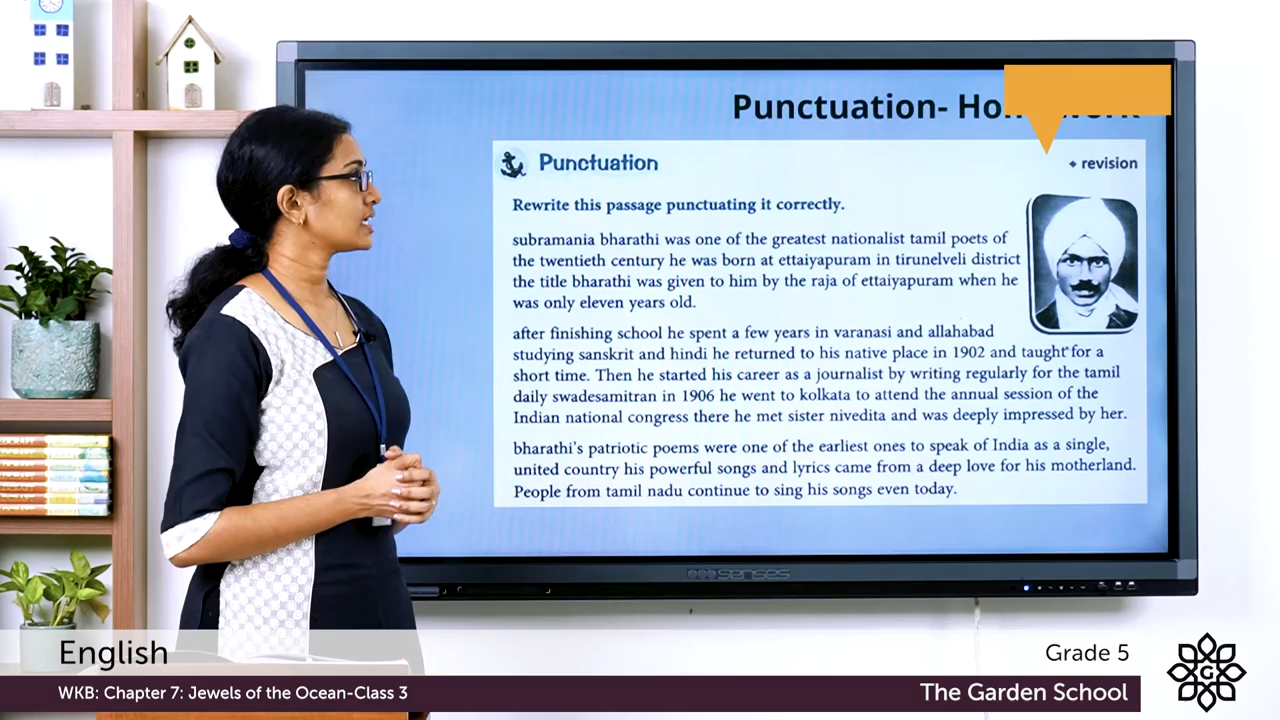 Punctuation-
Punctuation
✦ revision
Rewrite this passage punctuating it correctly.
subramania bharathi was one of the greatest nationalist tamil poets of
the twentieth century he was born at ettaiyapuram in tirunelveli district
the title bharathi was given to him by the raja of ettaiyapuram when he
was only eleven years old.
after finishing school he spent a few years in varanasi and allahabad
studying sanskrit and hindi he returned to his native place in 1902 and taught for a
short time. Then he started his career as a journalist by writing regularly for the tamil
daily swadesamitran in 1906 he went to kolkata to attend the annual session of the
Indian national congress there he met sister nivedita and was deeply impressed by her.
bharathi's patriotic poems were one of the earliest ones to speak of India as a single,
united country his powerful songs and lyrics came from a deep love for his motherland.
People from tamil nadu continue to sing his songs even today.
senses
English
Grade 5
WKB: Chapter 7: Jewels of the Ocean-Class 3
The Garden School
G